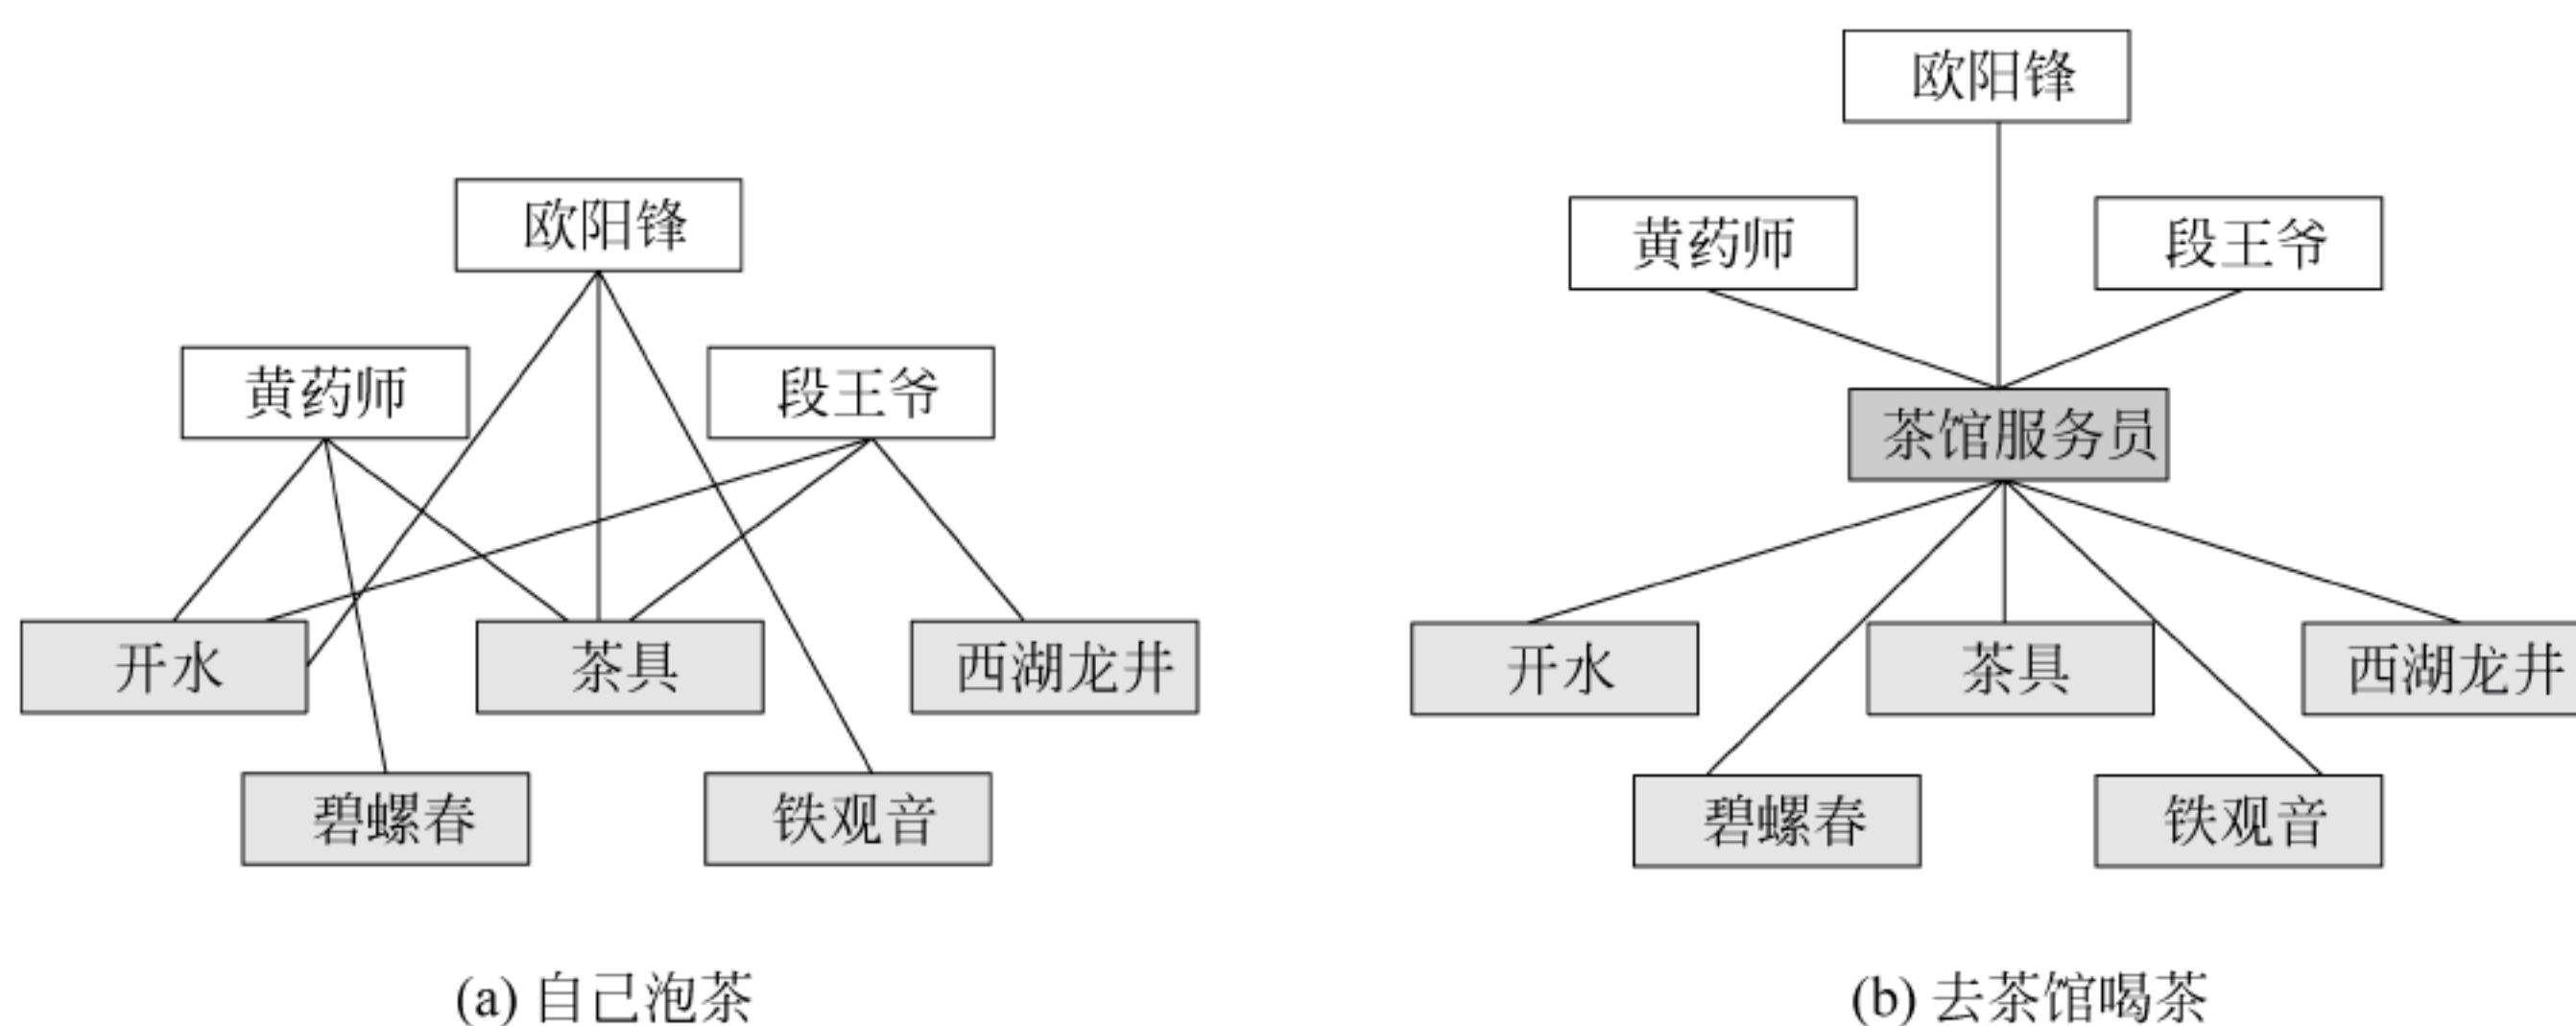 欧阳锋
黄药师
段王爷
开水
茶具
西湖龙井
碧螺春
铁观音
(a) 自己泡茶
欧阳锋
黄药师
段王爷
茶馆服务员
开水
茶具
西湖龙井
碧螺春
铁观音
(b) 去茶馆喝茶